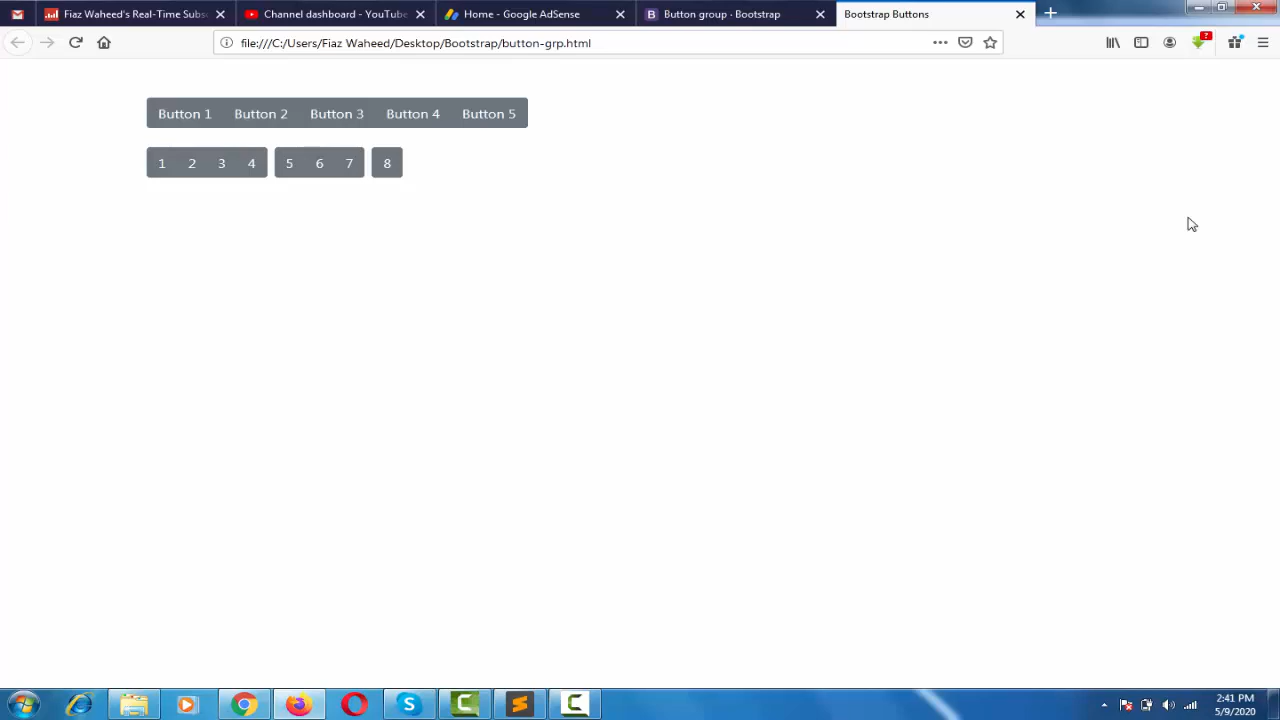 Fiaz Waheed's Real-Time Subsc
Channel dashboard - YouTube
Home - Google AdSense
Button group · Bootstrap
Bootstrap Buttons
file:///C:/Users/Fiaz Waheed/Desktop/Bootstrap/button-grp.html
?
Button 1 Button 2 Button 3 Button 4 Button 5
1 2 3 4 5 6 7 8
2:41 PM
5/9/2020